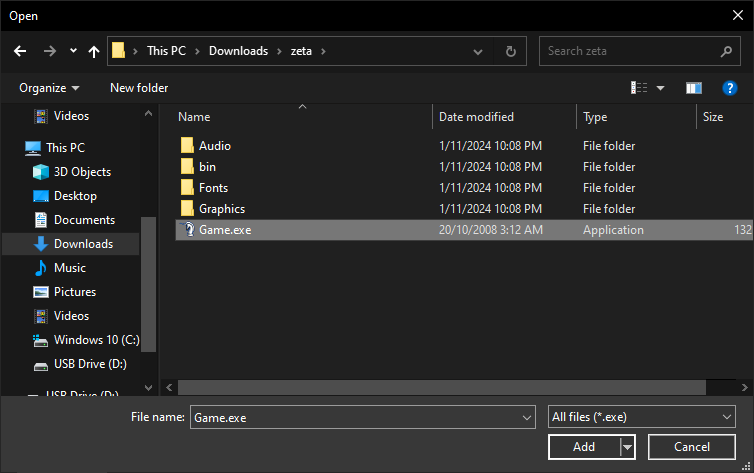 Open
This PC Downloads zeta Search zeta
Organize New folder
Videos
This PC
3D Objects
Desktop
Documents
Downloads
Music
Pictures
Videos
Windows 10 (C:)
USB Drive (D:)
USB Drive (D:)
Name Date modified Type Size
Audio 1/11/2024 10:08 PM File folder
bin 1/11/2024 10:08 PM File folder
Fonts 1/11/2024 10:08 PM File folder
Graphics 1/11/2024 10:08 PM File folder
Game.exe 20/10/2008 3:12 AM Application 132
File name: Game.exe All files (*.exe)
Add Cancel